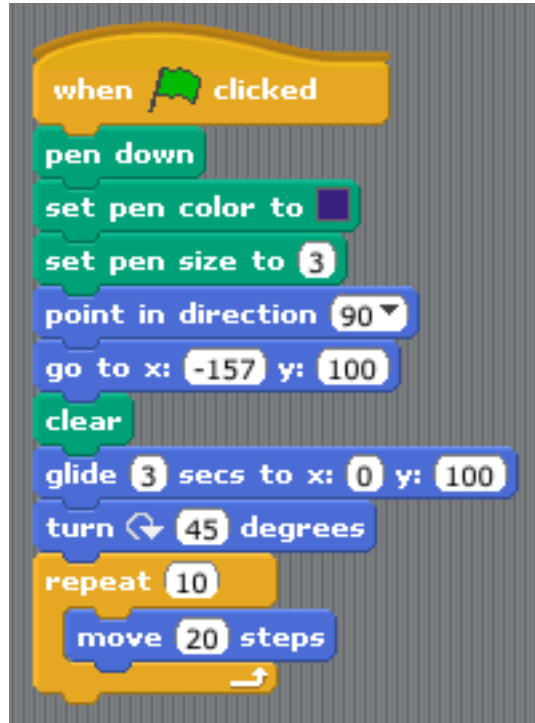 when clicked
pen down
set pen color to
set pen size to 3
point in direction 90
go to x: -157 y: 100
clear
glide 3 secs to x: 0 y: 100
turn 45 degrees
repeat 10
move 20 steps